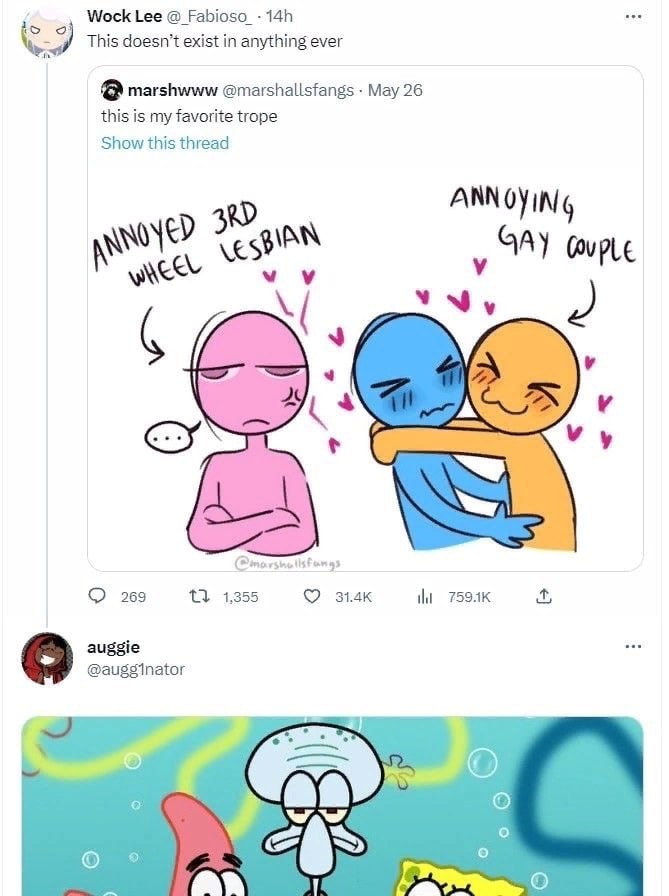 Wock Lee @_Fabioso_ · 14h
This doesn't exist in anything ever
marshwww @marshallsfangs · May 26
this is my favorite trope
Show this thread
ANNOYED 3RD
WHEEL LESBIAN
ANNOYING
GAY COUPLE
...
@marshallsfangs
269 1,355 31.4K 759.1K
auggie
@augg1nator